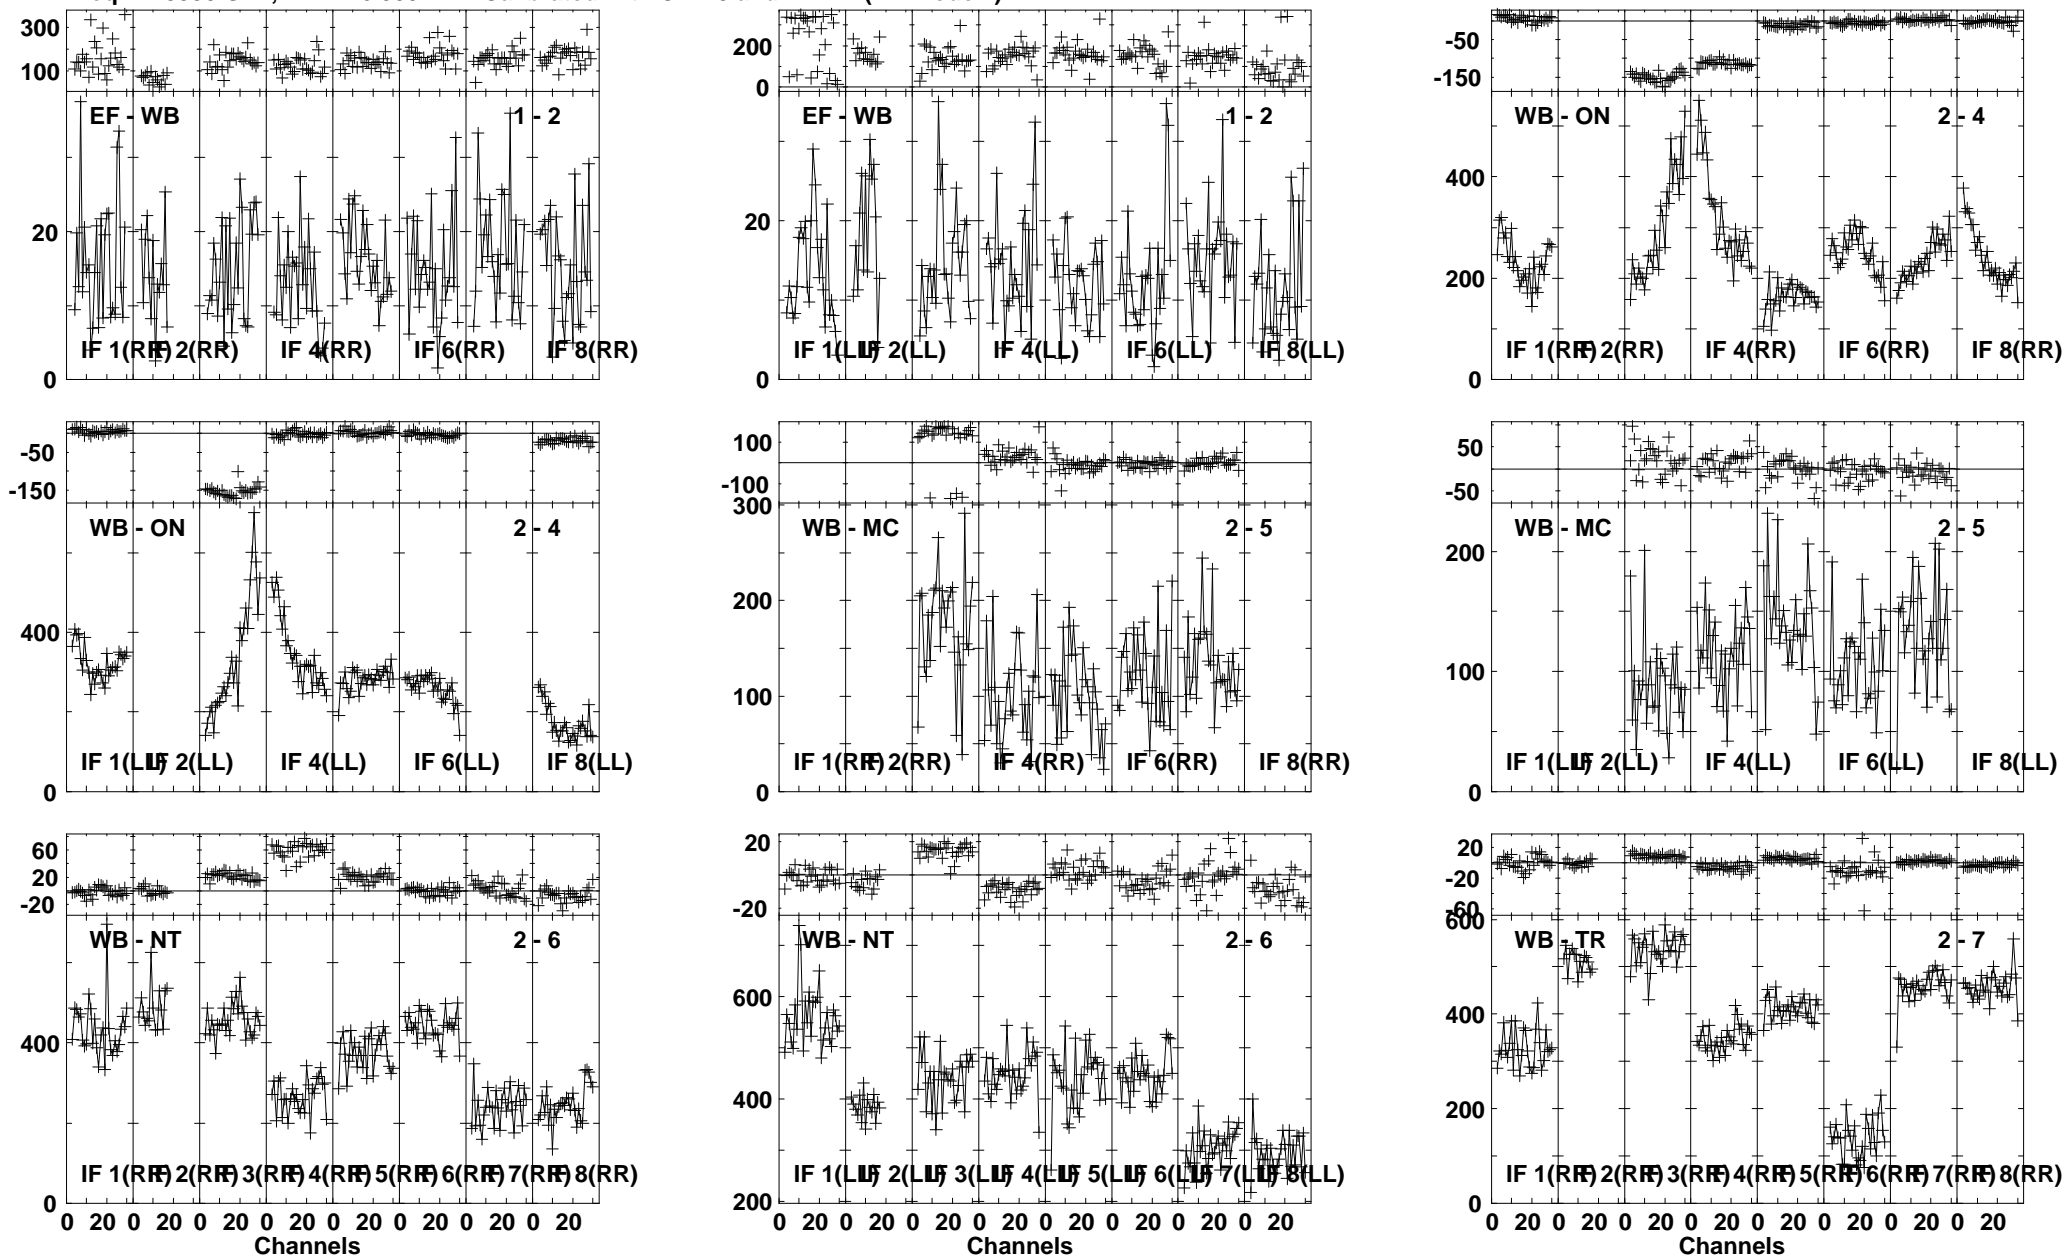 300
100
EF - WB
1 - 2
20
0
IF 1(RR)
IF 2(RR)
IF 4(RR)
IF 6(RR)
IF 8(RR)
200
0
EF - WB
1 - 2
20
0
IF 1(LL)
IF 2(LL)
IF 4(LL)
IF 6(LL)
IF 8(LL)
-50
-150
WB - ON
2 - 4
400
200
0
IF 1(RR)
IF 2(RR)
IF 4(RR)
IF 6(RR)
IF 8(RR)
-50
-150
WB - ON
2 - 4
400
0
IF 1(LL)
IF 2(LL)
IF 4(LL)
IF 6(LL)
IF 8(LL)
100
-100
300
WB - MC
2 - 5
200
100
0
IF 1(RR)
IF 2(RR)
IF 4(RR)
IF 6(RR)
IF 8(RR)
50
-50
WB - MC
2 - 5
200
100
0
IF 1(LL)
IF 2(LL)
IF 4(LL)
IF 6(LL)
IF 8(LL)
60
20
-20
WB - NT
2 - 6
400
0
IF 1(RR)
IF 2(RR)
IF 3(RR)
IF 4(RR)
IF 5(RR)
IF 6(RR)
IF 7(RR)
IF 8(RR)
0 20 0 20 0 20 0 20 0 20 0 20 0 20 0 20
Channels
20
-20
WB - NT
2 - 6
600
400
200
IF 1(LL)
IF 2(LL)
IF 3(LL)
IF 4(LL)
IF 5(LL)
IF 6(LL)
IF 7(LL)
IF 8(LL)
0 20 0 20 0 20 0 20 0 20 0 20 0 20 0 20
Channels
20
-20
-60
600
WB - TR
2 - 7
400
200
0
IF 1(RR)
IF 2(RR)
IF 3(RR)
IF 4(RR)
IF 5(RR)
IF 6(RR)
IF 7(RR)
IF 8(RR)
0 20 0 20 0 20 0 20 0 20 0 20 0 20 0 20
Channels